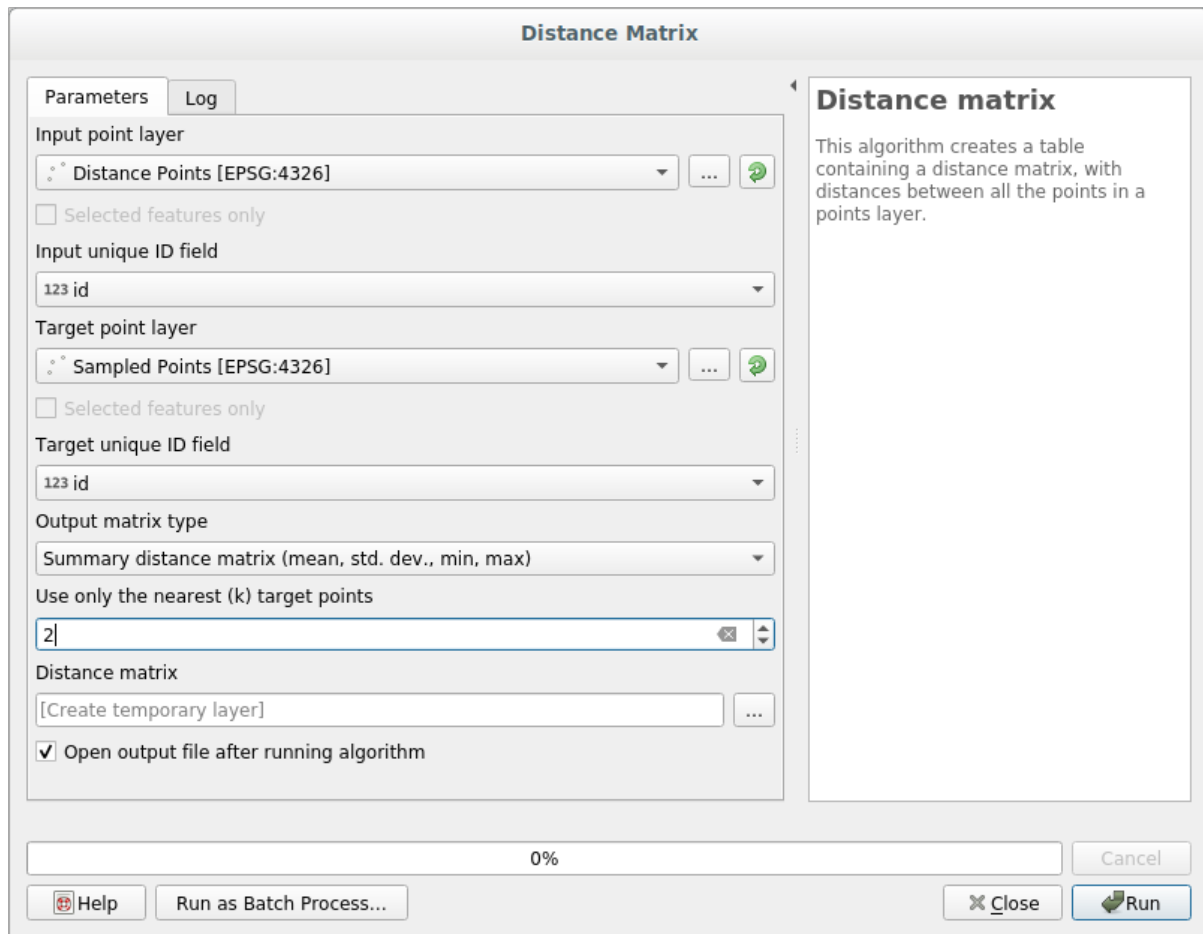 Distance Matrix
Parameters
Log
Input point layer
Distance Points [EPSG:4326]
...
Selected features only
Input unique ID field
123 id
Target point layer
Sampled Points [EPSG:4326]
...
Selected features only
Target unique ID field
123 id
Output matrix type
Summary distance matrix (mean, std. dev., min, max)
Use only the nearest (k) target points
2
Distance matrix
[Create temporary layer]
...
Open output file after running algorithm
Distance matrix
This algorithm creates a table
containing a distance matrix, with
distances between all the points in a
points layer.
0%
Cancel
Help
Run as Batch Process...
Close
Run